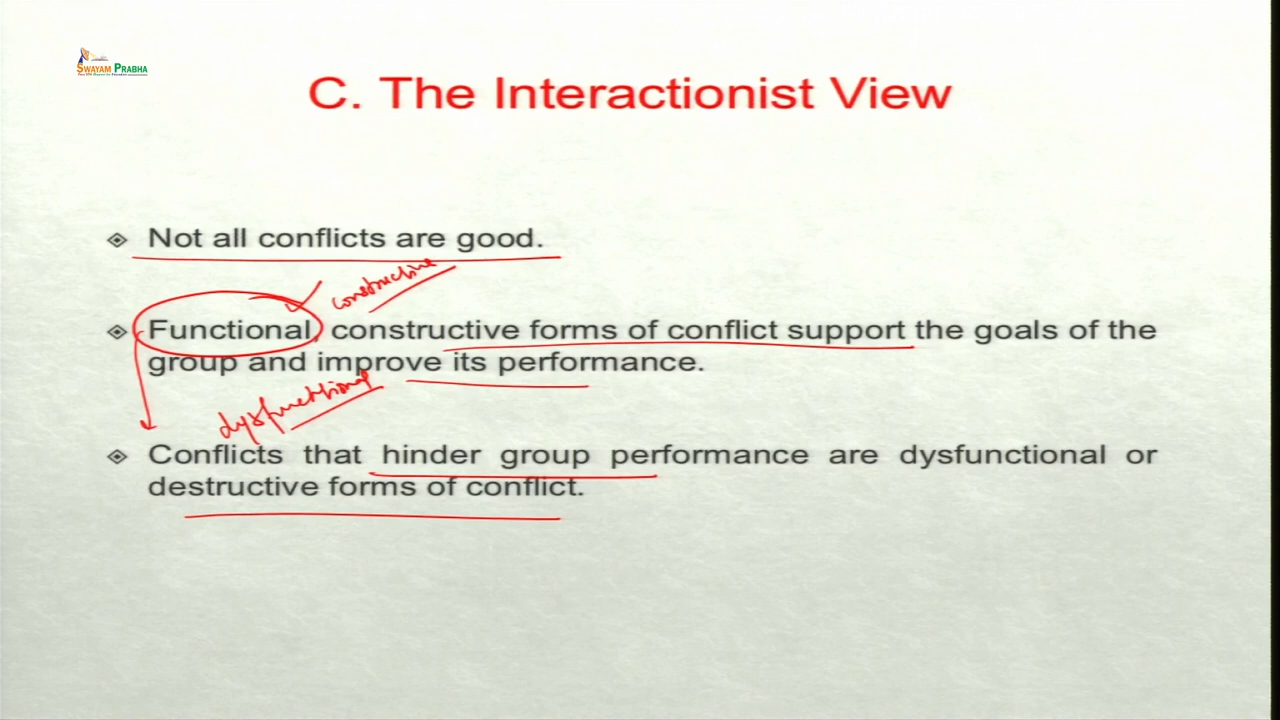 SWAYAM PRABHA
C. The Interactionist View
Not all conflicts are good.
constructive
Functional, constructive forms of conflict support the goals of the
group and improve its performance.
dysfunctional
Conflicts that hinder group performance are dysfunctional or
destructive forms of conflict.